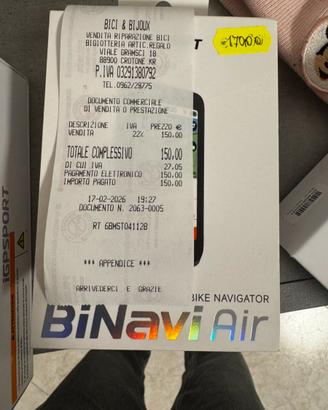 BICI & BIJOUX
VENDITA RIPARAZIONE BICI
BIGIOTTERIA ARTIC.REGALO
VIALE GRAMSCI 18
88900 CROTONE KR
P.IVA 03291380792
TEL.0962/29775
DOCUMENTO COMMERCIALE
DI VENDITA O PRESTAZIONE
DESCRIZIONE IVA PREZZO €
VENDITA 22% 150,00
TOTALE COMPLESSIVO 150,00
DI CUI IVA 27,05
PAGAMENTO ELETTRONICO 150,00
IMPORTO PAGATO 150,00
17-02-2026 19:27
DOCUMENTO N. 2063-0005
RT 6BMST04112B
*** APPENDICE ***
ARRIVEDERCI E GRAZIE
BIKE NAVIGATOR
BiNavi Air
iGPSPORT